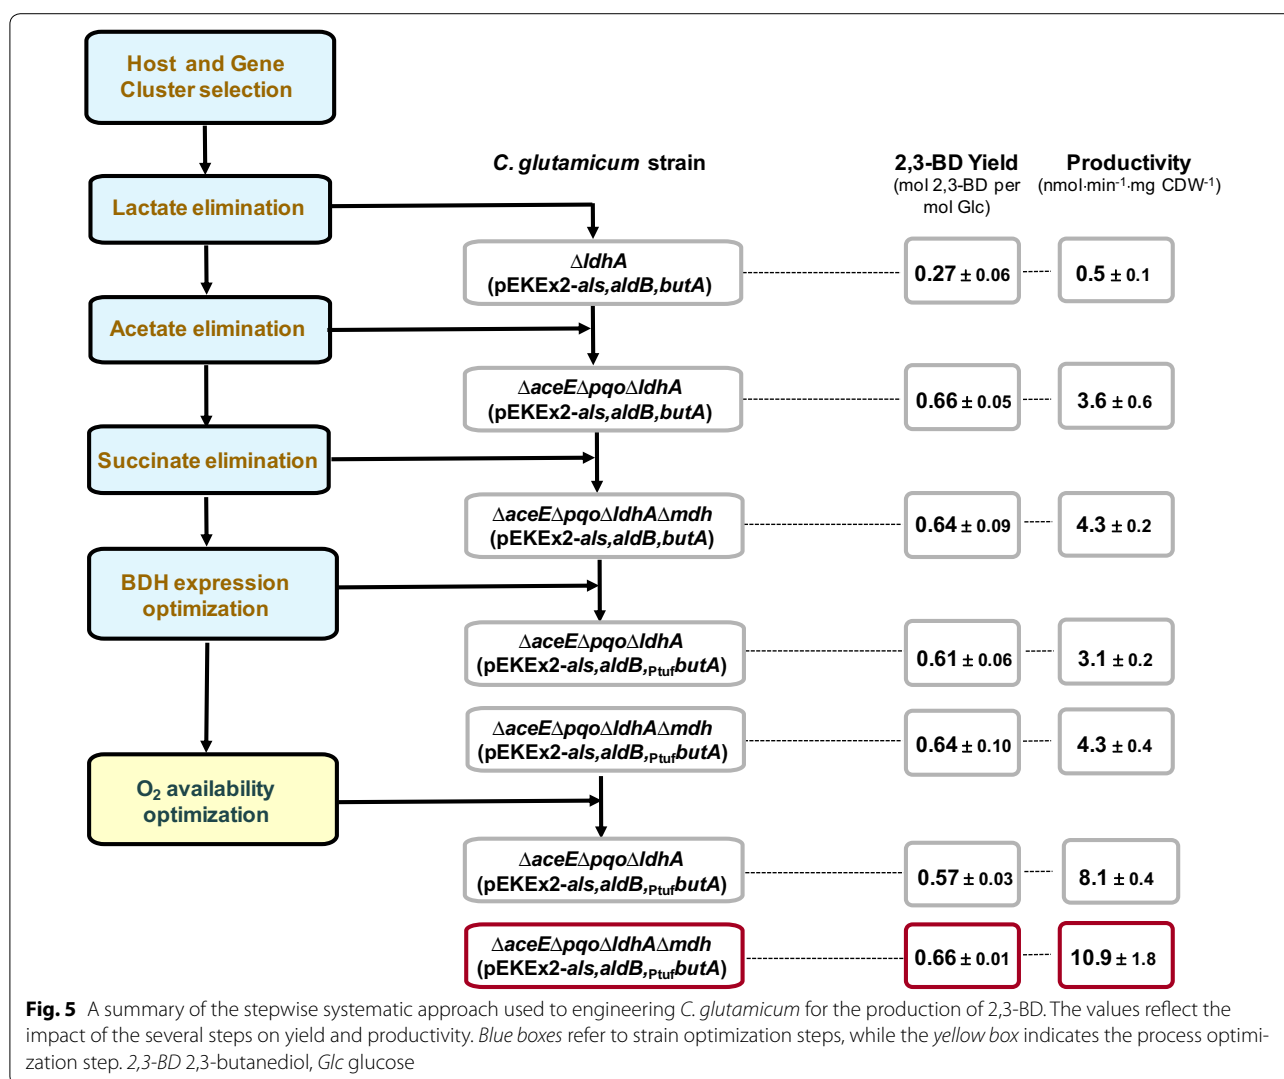 Host and Gene
Cluster selection
Lactate elimination
Acetate elimination
Succinate elimination
BDH expression
optimization
O₂ availability
optimization
C. glutamicum strain
2,3-BD Yield
(mol 2,3-BD per
mol Glc)
Productivity
(nmol·min⁻¹·mg CDW⁻¹)
ΔldhA
(pEKEx2-als,aldB,butA)
0.27 ± 0.06
0.5 ± 0.1
ΔaceEΔpqoΔldhA
(pEKEx2-als,aldB,butA)
0.66 ± 0.05
3.6 ± 0.6
ΔaceEΔpqoΔldhAΔmdh
(pEKEx2-als,aldB,butA)
0.64 ± 0.09
4.3 ± 0.2
ΔaceEΔpqoΔldhA
(pEKEx2-als,aldB,PtufbutA)
0.61 ± 0.06
3.1 ± 0.2
ΔaceEΔpqoΔldhAΔmdh
(pEKEx2-als,aldB,PtufbutA)
0.64 ± 0.10
4.3 ± 0.4
ΔaceEΔpqoΔldhA
(pEKEx2-als,aldB,PtufbutA)
0.57 ± 0.03
8.1 ± 0.4
ΔaceEΔpqoΔldhAΔmdh
(pEKEx2-als,aldB,PtufbutA)
0.66 ± 0.01
10.9 ± 1.8
Fig. 5 A summary of the stepwise systematic approach used to engineering C. glutamicum for the production of 2,3-BD. The values reflect the
impact of the several steps on yield and productivity. Blue boxes refer to strain optimization steps, while the yellow box indicates the process optimi-
zation step. 2,3-BD 2,3-butanediol, Glc glucose